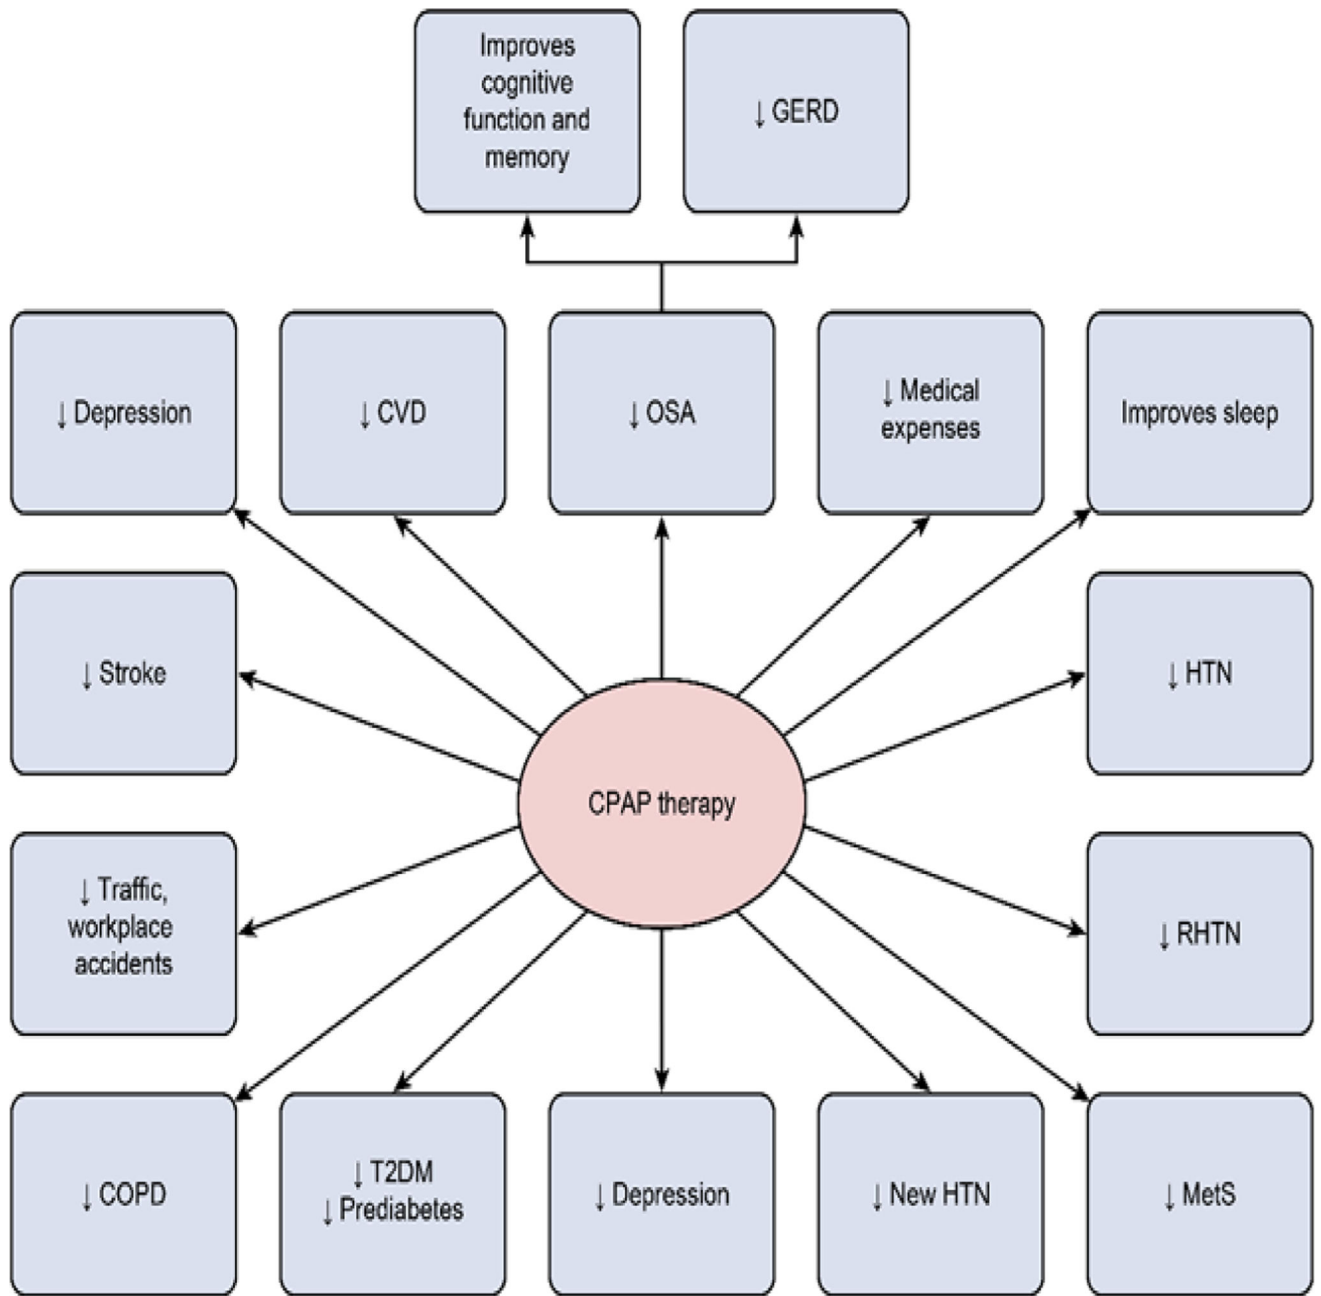 Improves
cognitive
function and
memory
↓ GERD
↓ Depression
↓ CVD
↓ OSA
↓ Medical
expenses
Improves sleep
↓ Stroke
↓ HTN
CPAP therapy
↓ Traffic,
workplace
accidents
↓ RHTN
↓ COPD
↓ T2DM
↓ Prediabetes
↓ Depression
↓ New HTN
↓ MetS